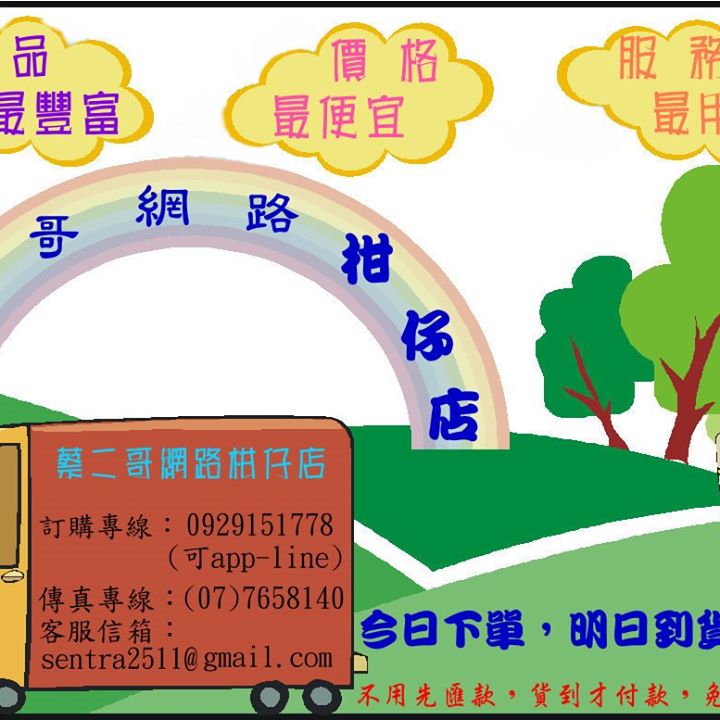 品
最豐富
價格
最便宜
服務
最用
哥網路柑仔店
蔡二哥網路柑仔店
訂購專線：0929151778
(可app-line)
傳真專線：(07)7658140
客服信箱：
sentra2511@gmail.com
今日下單，明日到貨
不用先匯款，貨到才付款，免